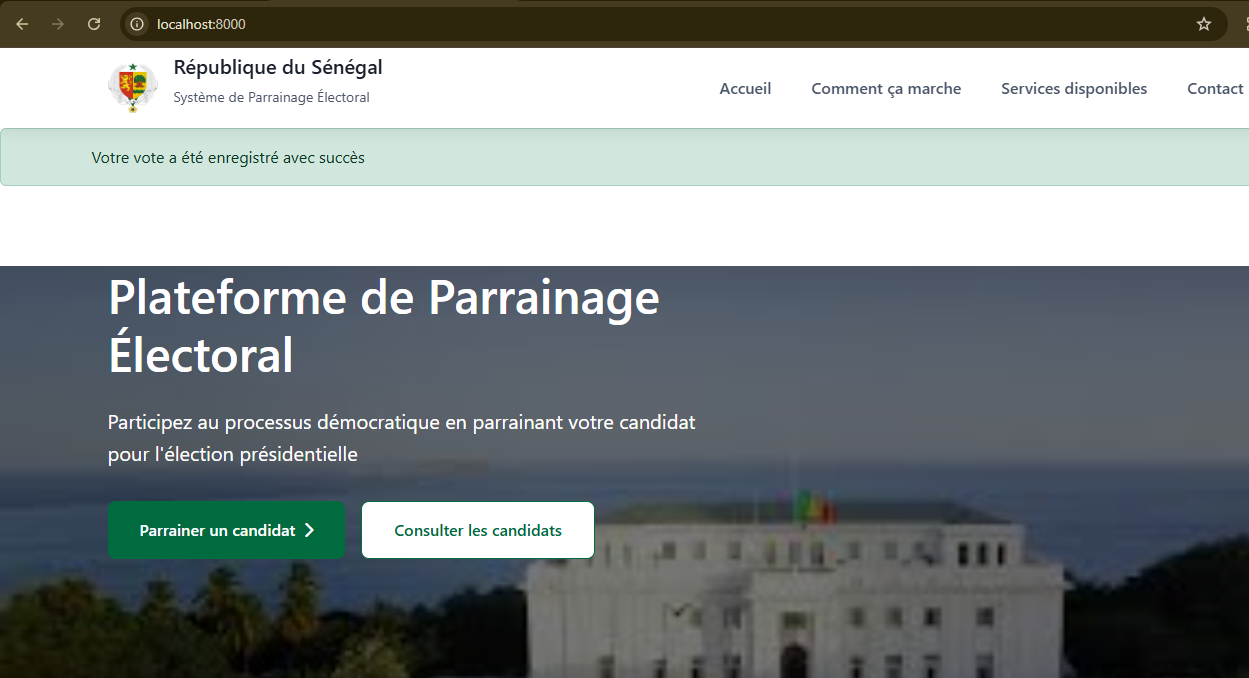 localhost:8000
République du Sénégal
Système de Parrainage Électoral
Accueil
Comment ça marche
Services disponibles
Contact
Votre vote a été enregistré avec succès
Plateforme de Parrainage
Électoral
Participez au processus démocratique en parrainant votre candidat
pour l'élection présidentielle
Parrainer un candidat
Consulter les candidats